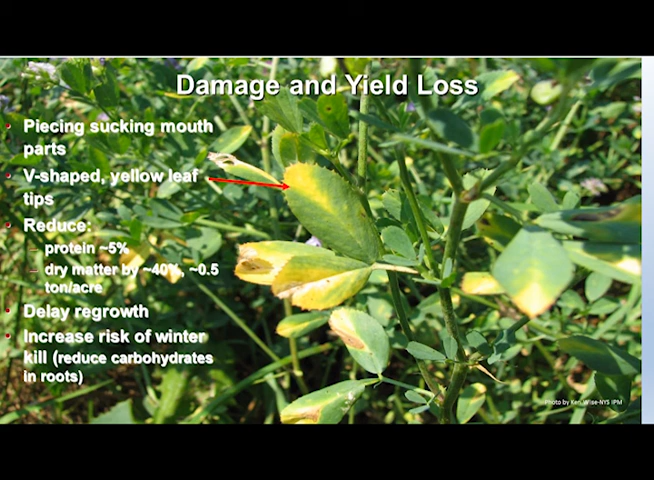 Damage and Yield Loss
• Piecing sucking mouth
parts
• V-shaped, yellow leaf
tips
• Reduce:
– protein ~5%
– dry matter by ~40%, ~0.5
ton/acre
• Delay regrowth
• Increase risk of winter
kill (reduce carbohydrates
in roots)
Photo by Ken Wise-NYS IPM